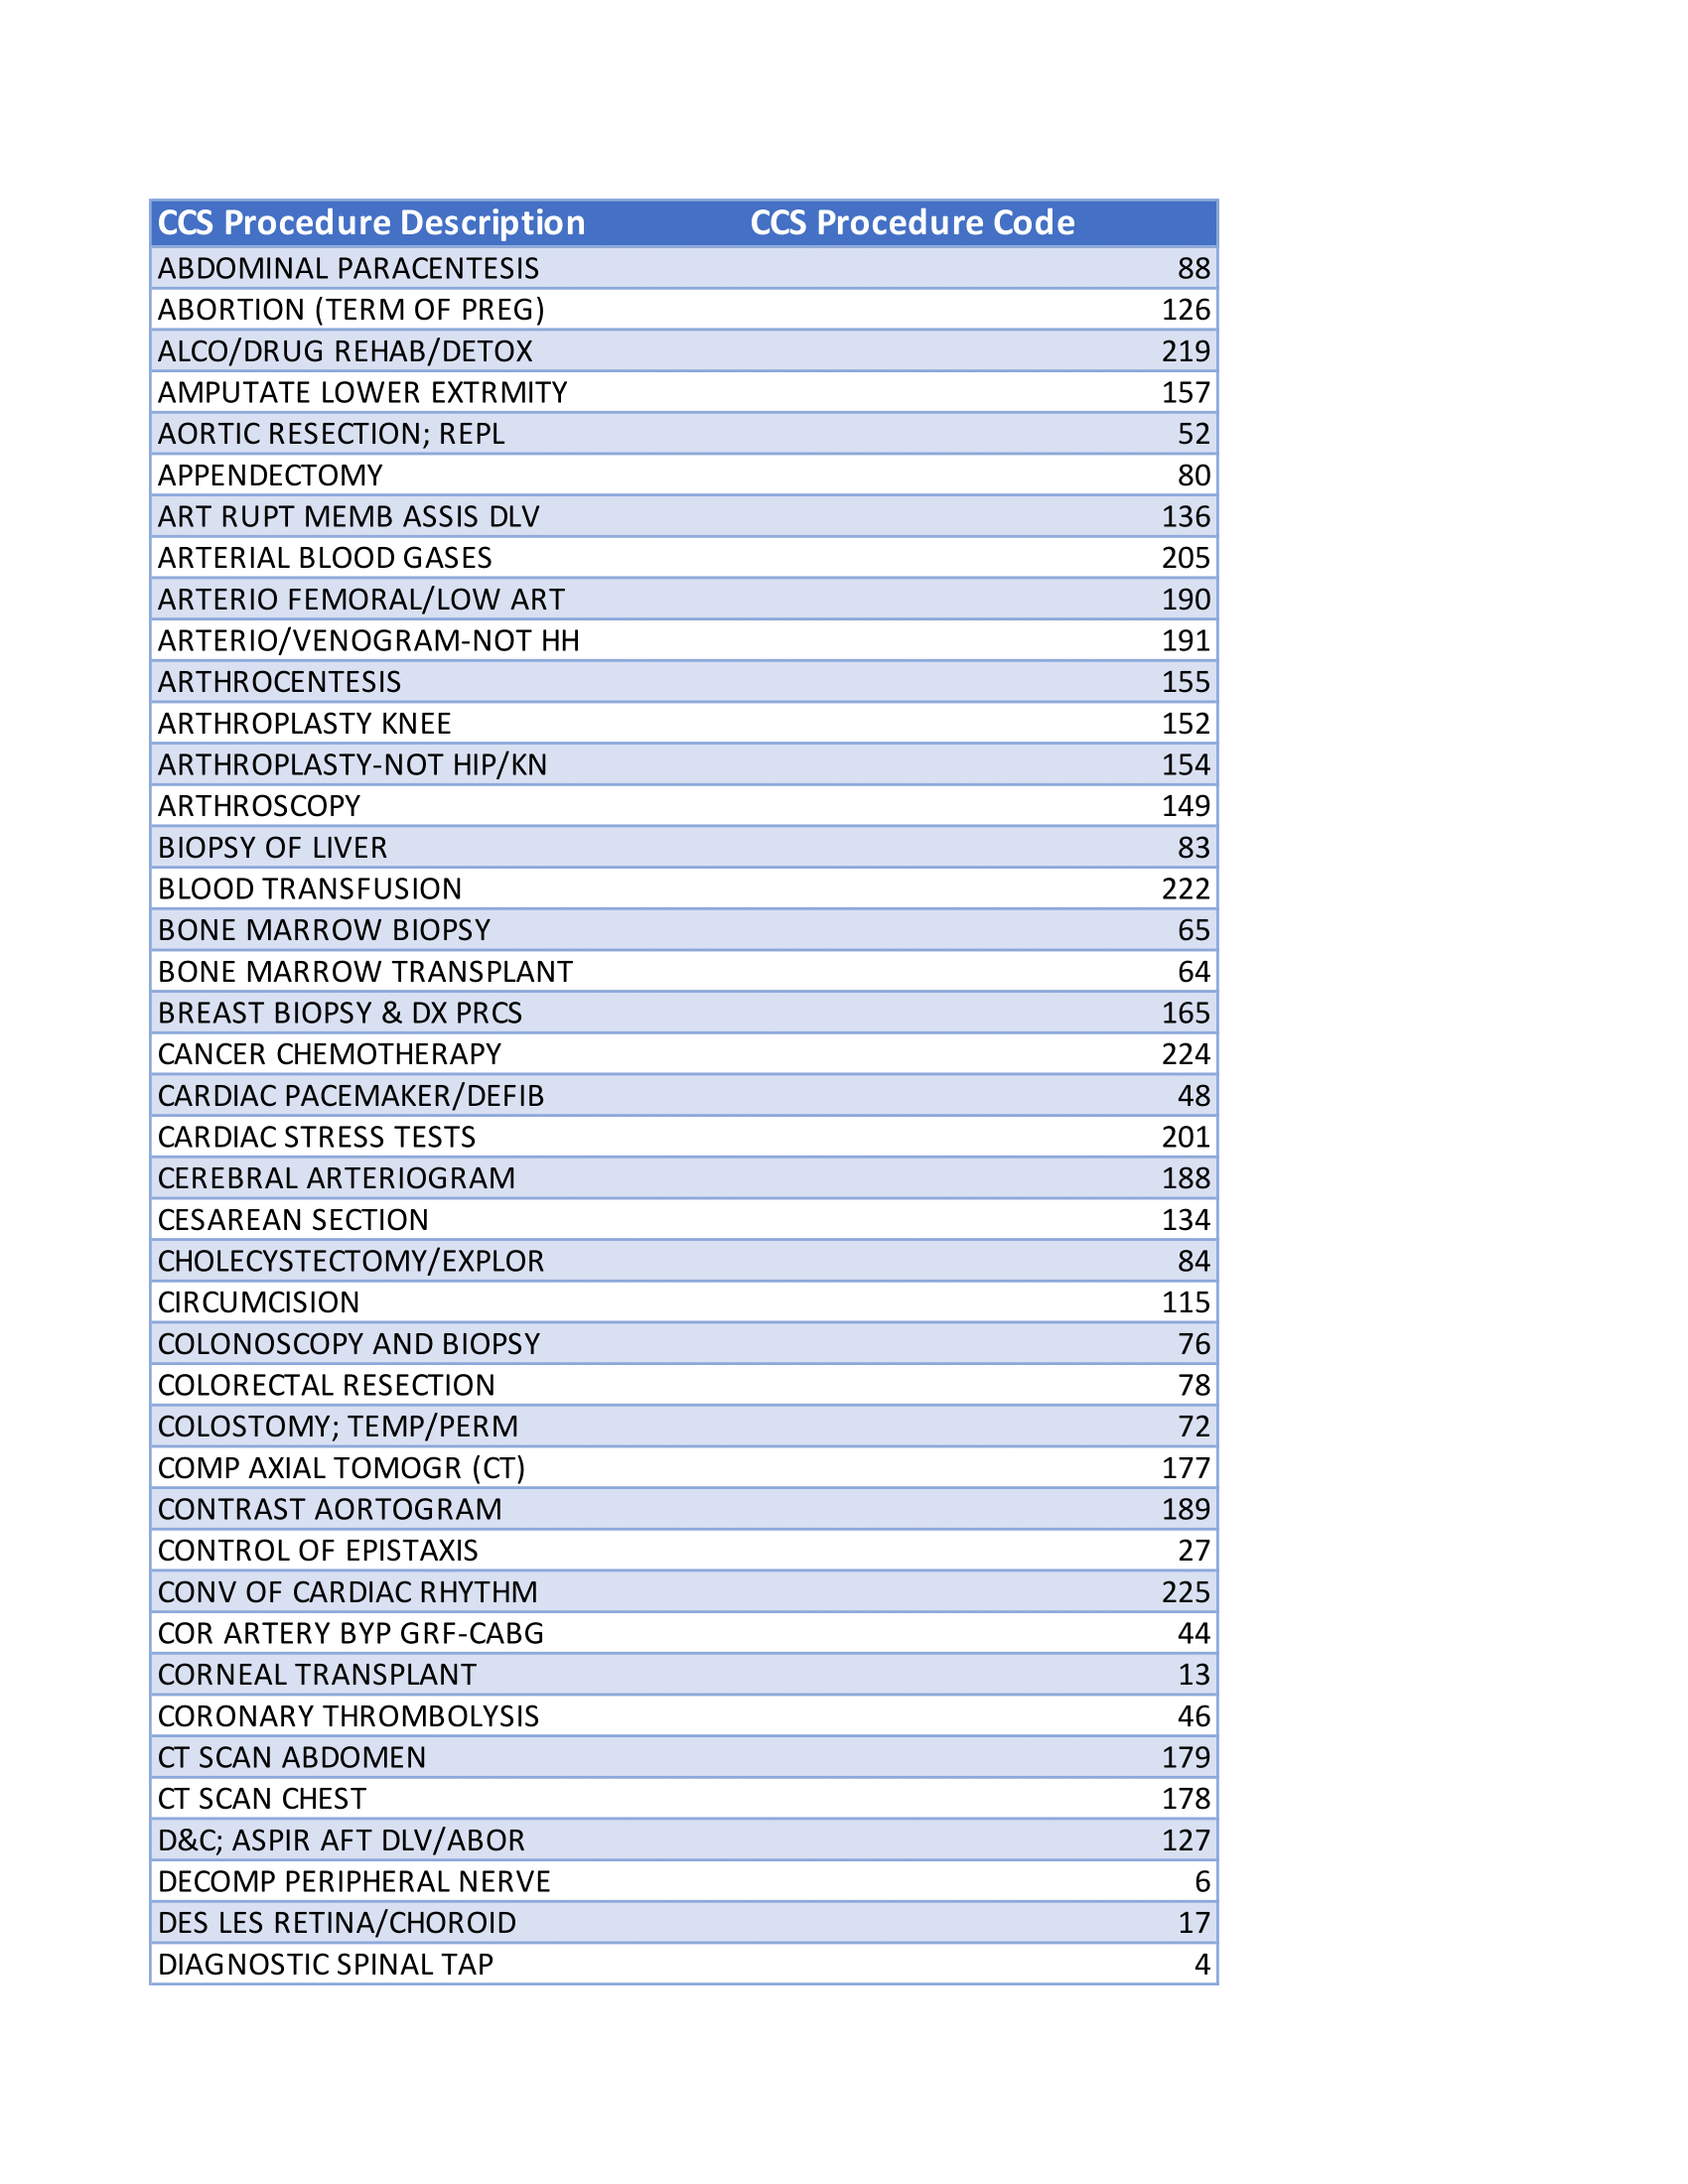 CCS Procedure Description CCS Procedure Code
ABDOMINAL PARACENTESIS 88
ABORTION (TERM OF PREG) 126
ALCO/DRUG REHAB/DETOX 219
AMPUTATE LOWER EXTRMITY 157
AORTIC RESECTION; REPL 52
APPENDECTOMY 80
ART RUPT MEMB ASSIS DLV 136
ARTERIAL BLOOD GASES 205
ARTERIO FEMORAL/LOW ART 190
ARTERIO/VENOGRAM-NOT HH 191
ARTHROCENTESIS 155
ARTHROPLASTY KNEE 152
ARTHROPLASTY-NOT HIP/KN 154
ARTHROSCOPY 149
BIOPSY OF LIVER 83
BLOOD TRANSFUSION 222
BONE MARROW BIOPSY 65
BONE MARROW TRANSPLANT 64
BREAST BIOPSY & DX PRCS 165
CANCER CHEMOTHERAPY 224
CARDIAC PACEMAKER/DEFIB 48
CARDIAC STRESS TESTS 201
CEREBRAL ARTERIOGRAM 188
CESAREAN SECTION 134
CHOLECYSTECTOMY/EXPLOR 84
CIRCUMCISION 115
COLONOSCOPY AND BIOPSY 76
COLORECTAL RESECTION 78
COLOSTOMY; TEMP/PERM 72
COMP AXIAL TOMOGR (CT) 177
CONTRAST AORTOGRAM 189
CONTROL OF EPISTAXIS 27
CONV OF CARDIAC RHYTHM 225
COR ARTERY BYP GRF-CABG 44
CORNEAL TRANSPLANT 13
CORONARY THROMBOLYSIS 46
CT SCAN ABDOMEN 179
CT SCAN CHEST 178
D&C; ASPIR AFT DLV/ABOR 127
DECOMP PERIPHERAL NERVE 6
DES LES RETINA/CHOROID 17
DIAGNOSTIC SPINAL TAP 4